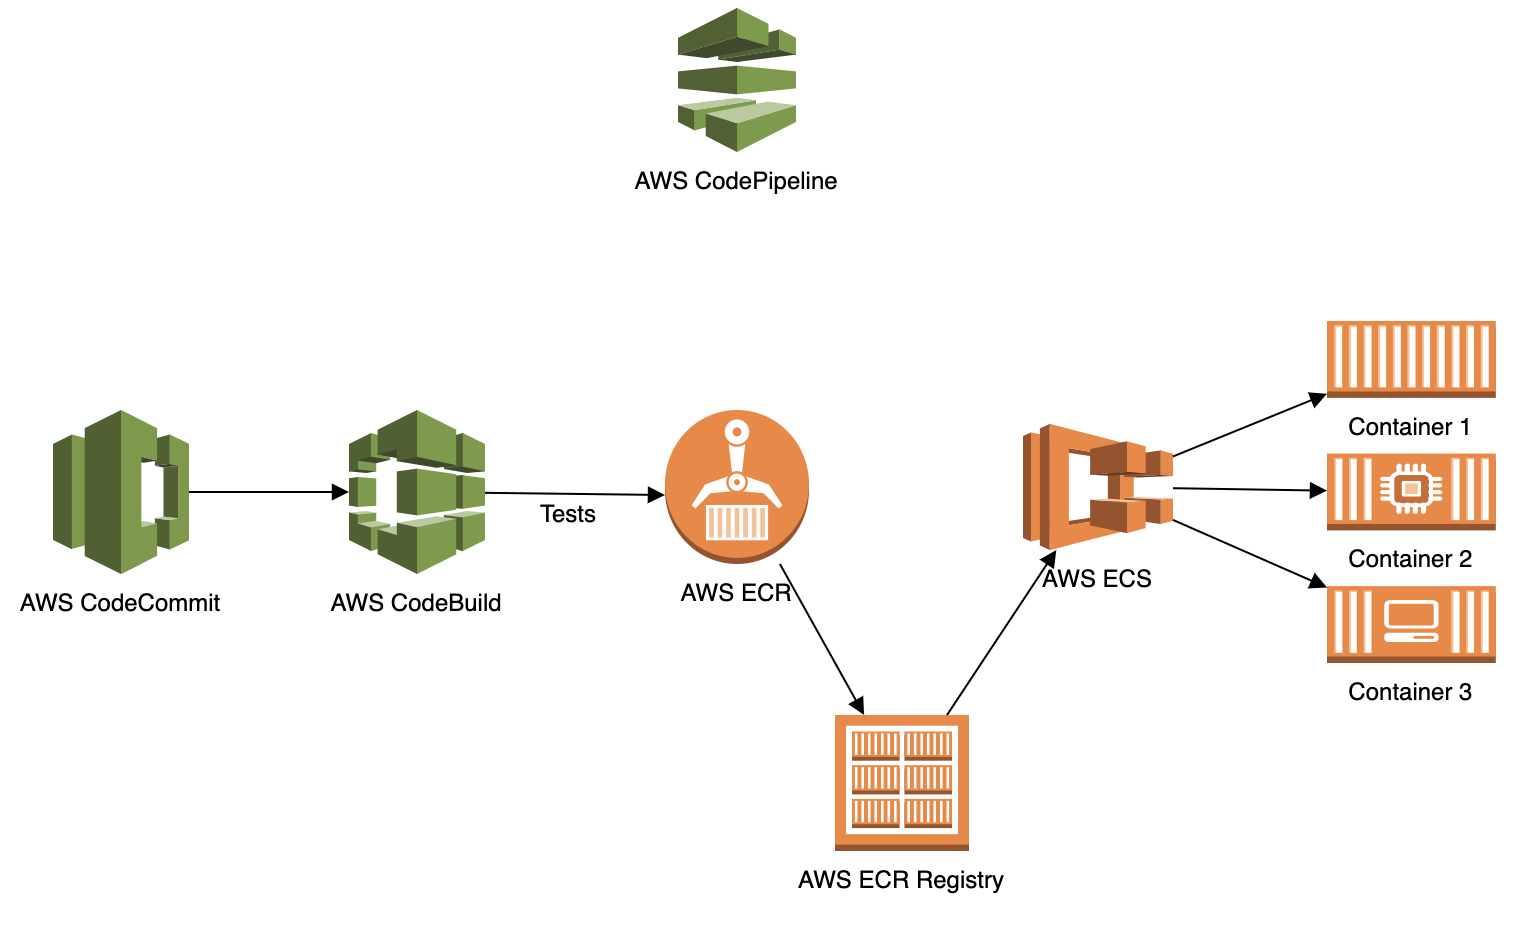 AWS CodePipeline
AWS CodeCommit
AWS CodeBuild
Tests
AWS ECR
AWS ECR Registry
AWS ECS
Container 1
Container 2
Container 3